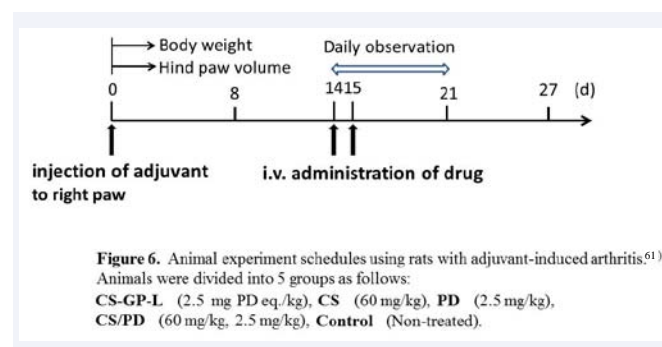 Body weight
Hind paw volume
Daily observation
0 8 1415 21 27 (d)
injection of adjuvant
to right paw
i.v. administration of drug
Figure 6. Animal experiment schedules using rats with adjuvant-induced arthritis.61)
Animals were divided into 5 groups as follows:
CS-GP-L (2.5 mg PD eq./kg), CS (60 mg/kg), PD (2.5 mg/kg),
CS/PD (60 mg/kg, 2.5 mg/kg), Control (Non-treated).